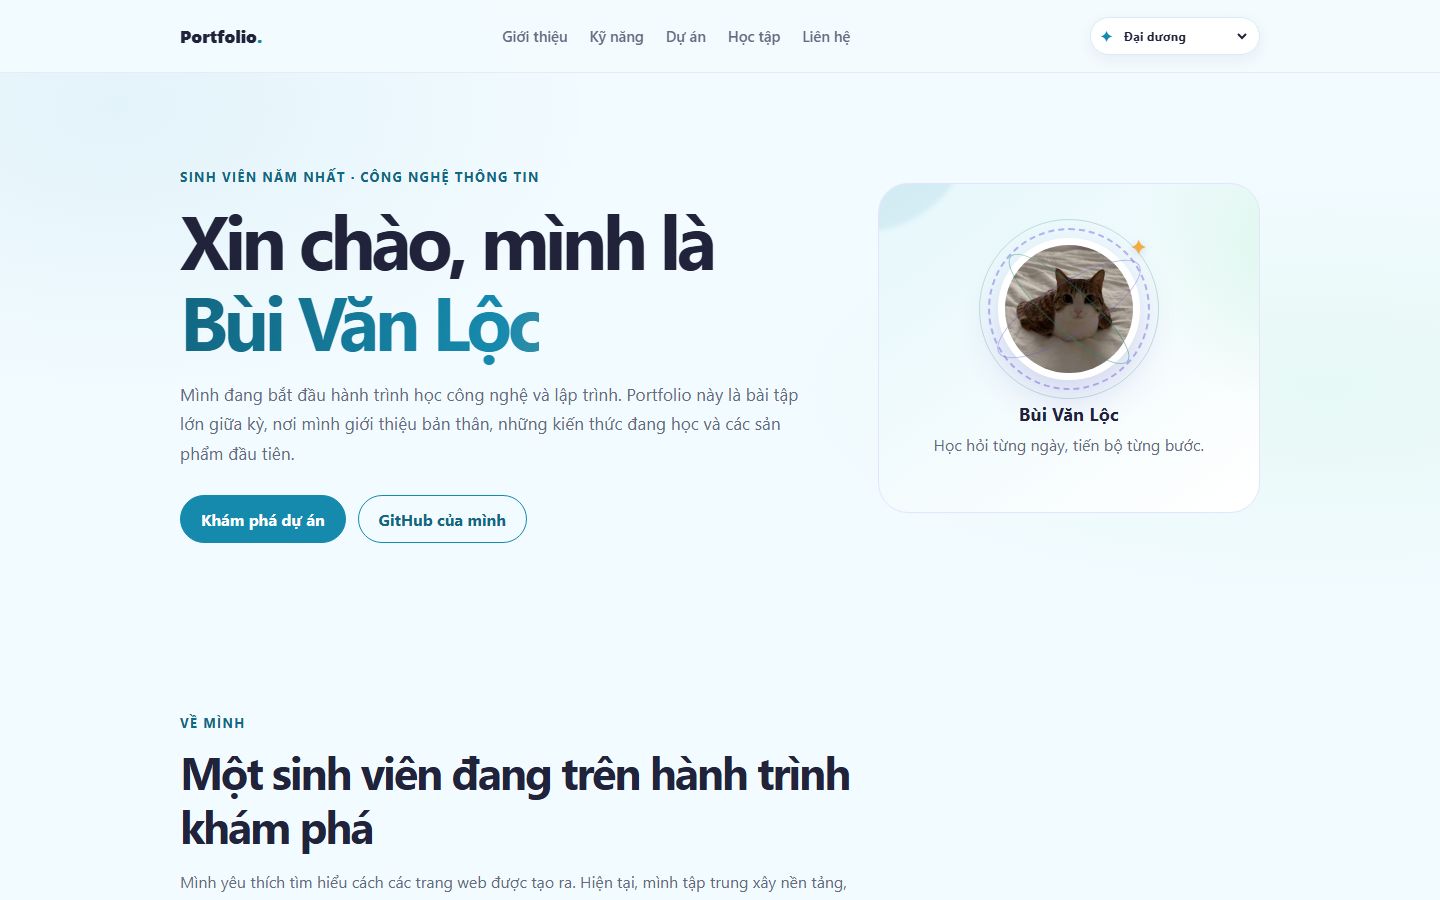 Portfolio.
Giới thiệu
Kỹ năng
Dự án
Học tập
Liên hệ
Đại dương
SINH VIÊN NĂM NHẤT · CÔNG NGHỆ THÔNG TIN
Xin chào, mình là
Bùi Văn Lộc
Mình đang bắt đầu hành trình học công nghệ và lập trình. Portfolio này là bài tập
lớn giữa kỳ, nơi mình giới thiệu bản thân, những kiến thức đang học và các sản
phẩm đầu tiên.
Khám phá dự án
GitHub của mình
Bùi Văn Lộc
Học hỏi từng ngày, tiến bộ từng bước.
VỀ MÌNH
Một sinh viên đang trên hành trình
khám phá
Mình yêu thích tìm hiểu cách các trang web được tạo ra. Hiện tại, mình tập trung xây nền tảng,